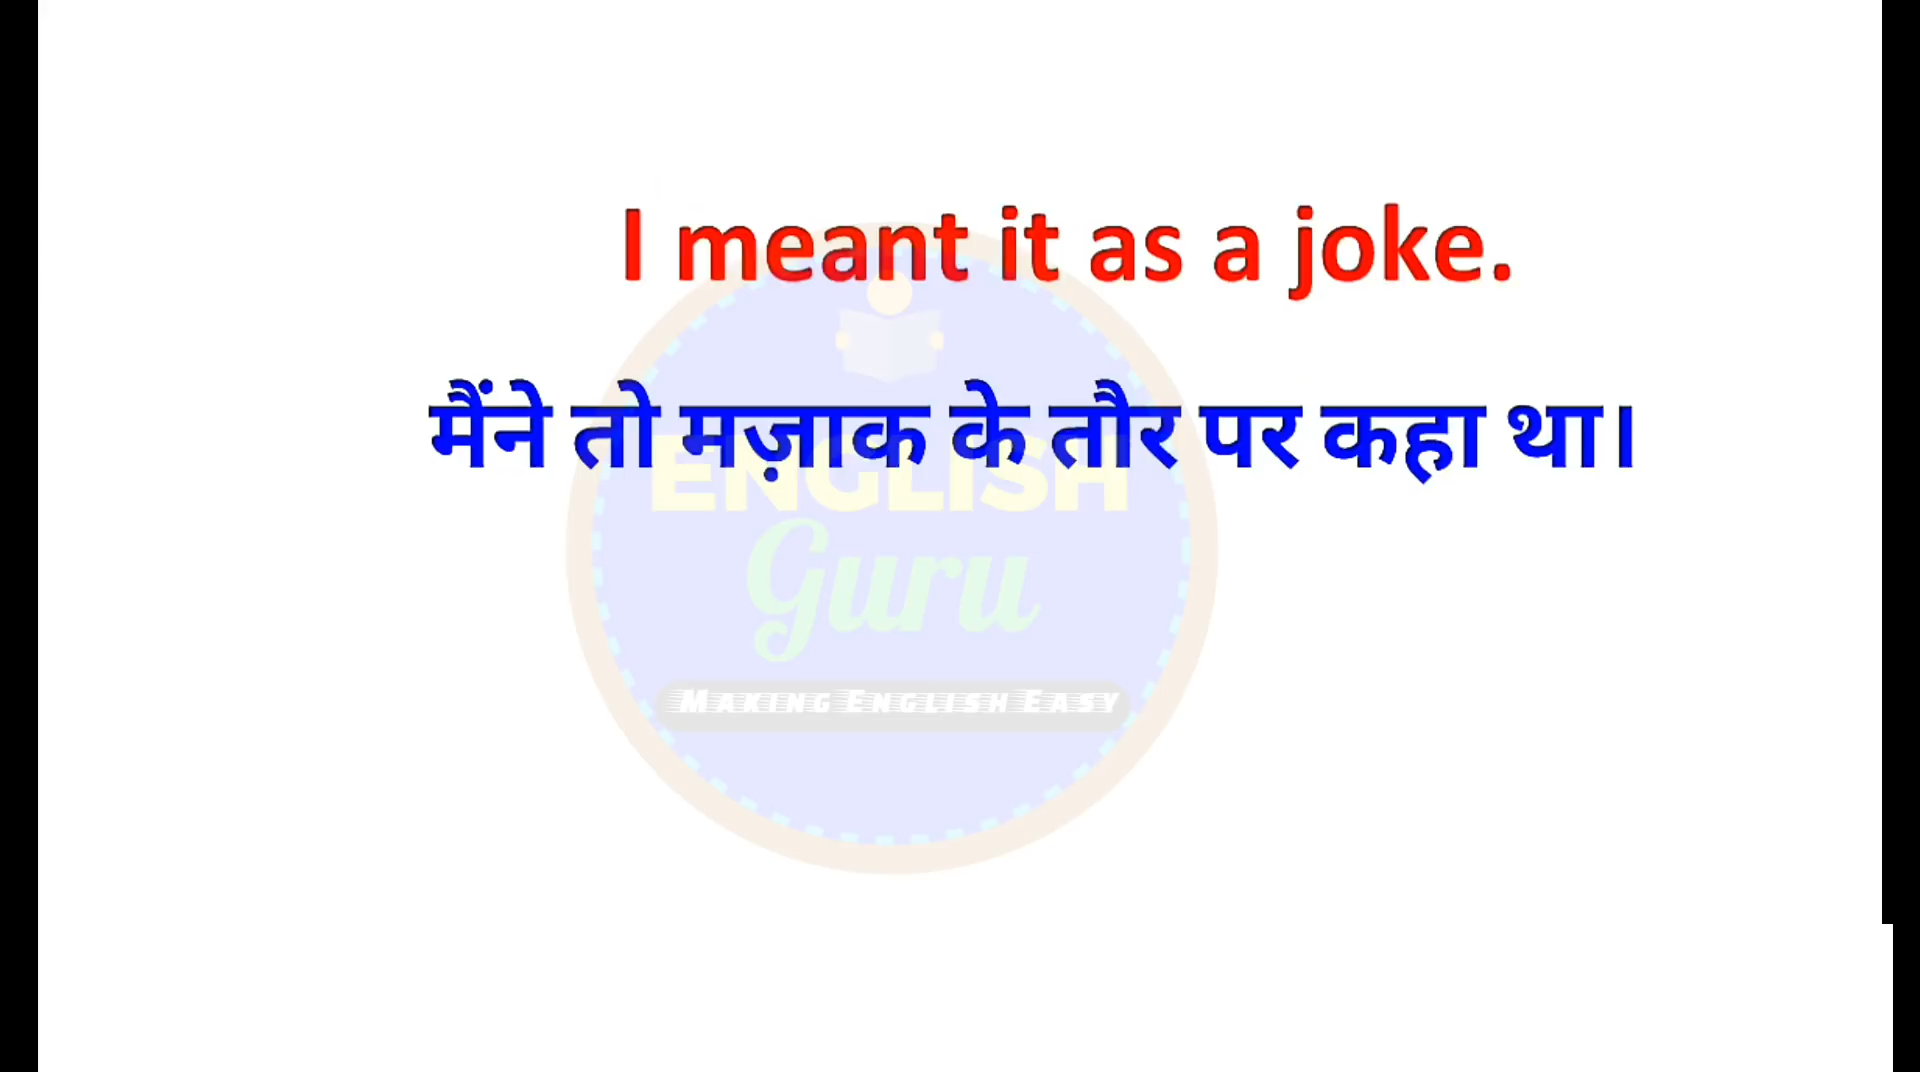 I meant it as a joke.
मैंने तो मज़ाक के तौर पर कहा था।
ENGLISH
Guru
MAKING ENGLISH EASY